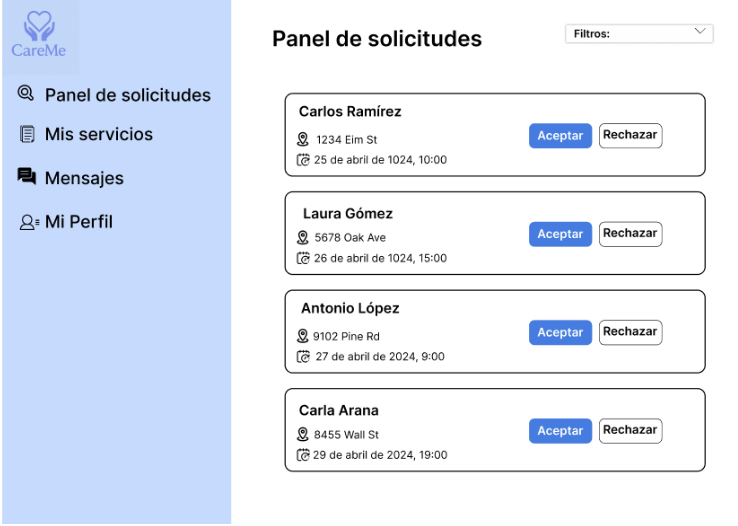 CareMe
Panel de solicitudes
Mis servicios
Mensajes
Mi Perfil
Panel de solicitudes
Filtros:
Carlos Ramírez
1234 Eim St
25 de abril de 1024, 10:00
Aceptar
Rechazar
Laura Gómez
5678 Oak Ave
26 de abril de 1024, 15:00
Aceptar
Rechazar
Antonio López
9102 Pine Rd
27 de abril de 2024, 9:00
Aceptar
Rechazar
Carla Arana
8455 Wall St
29 de abril de 2024, 19:00
Aceptar
Rechazar